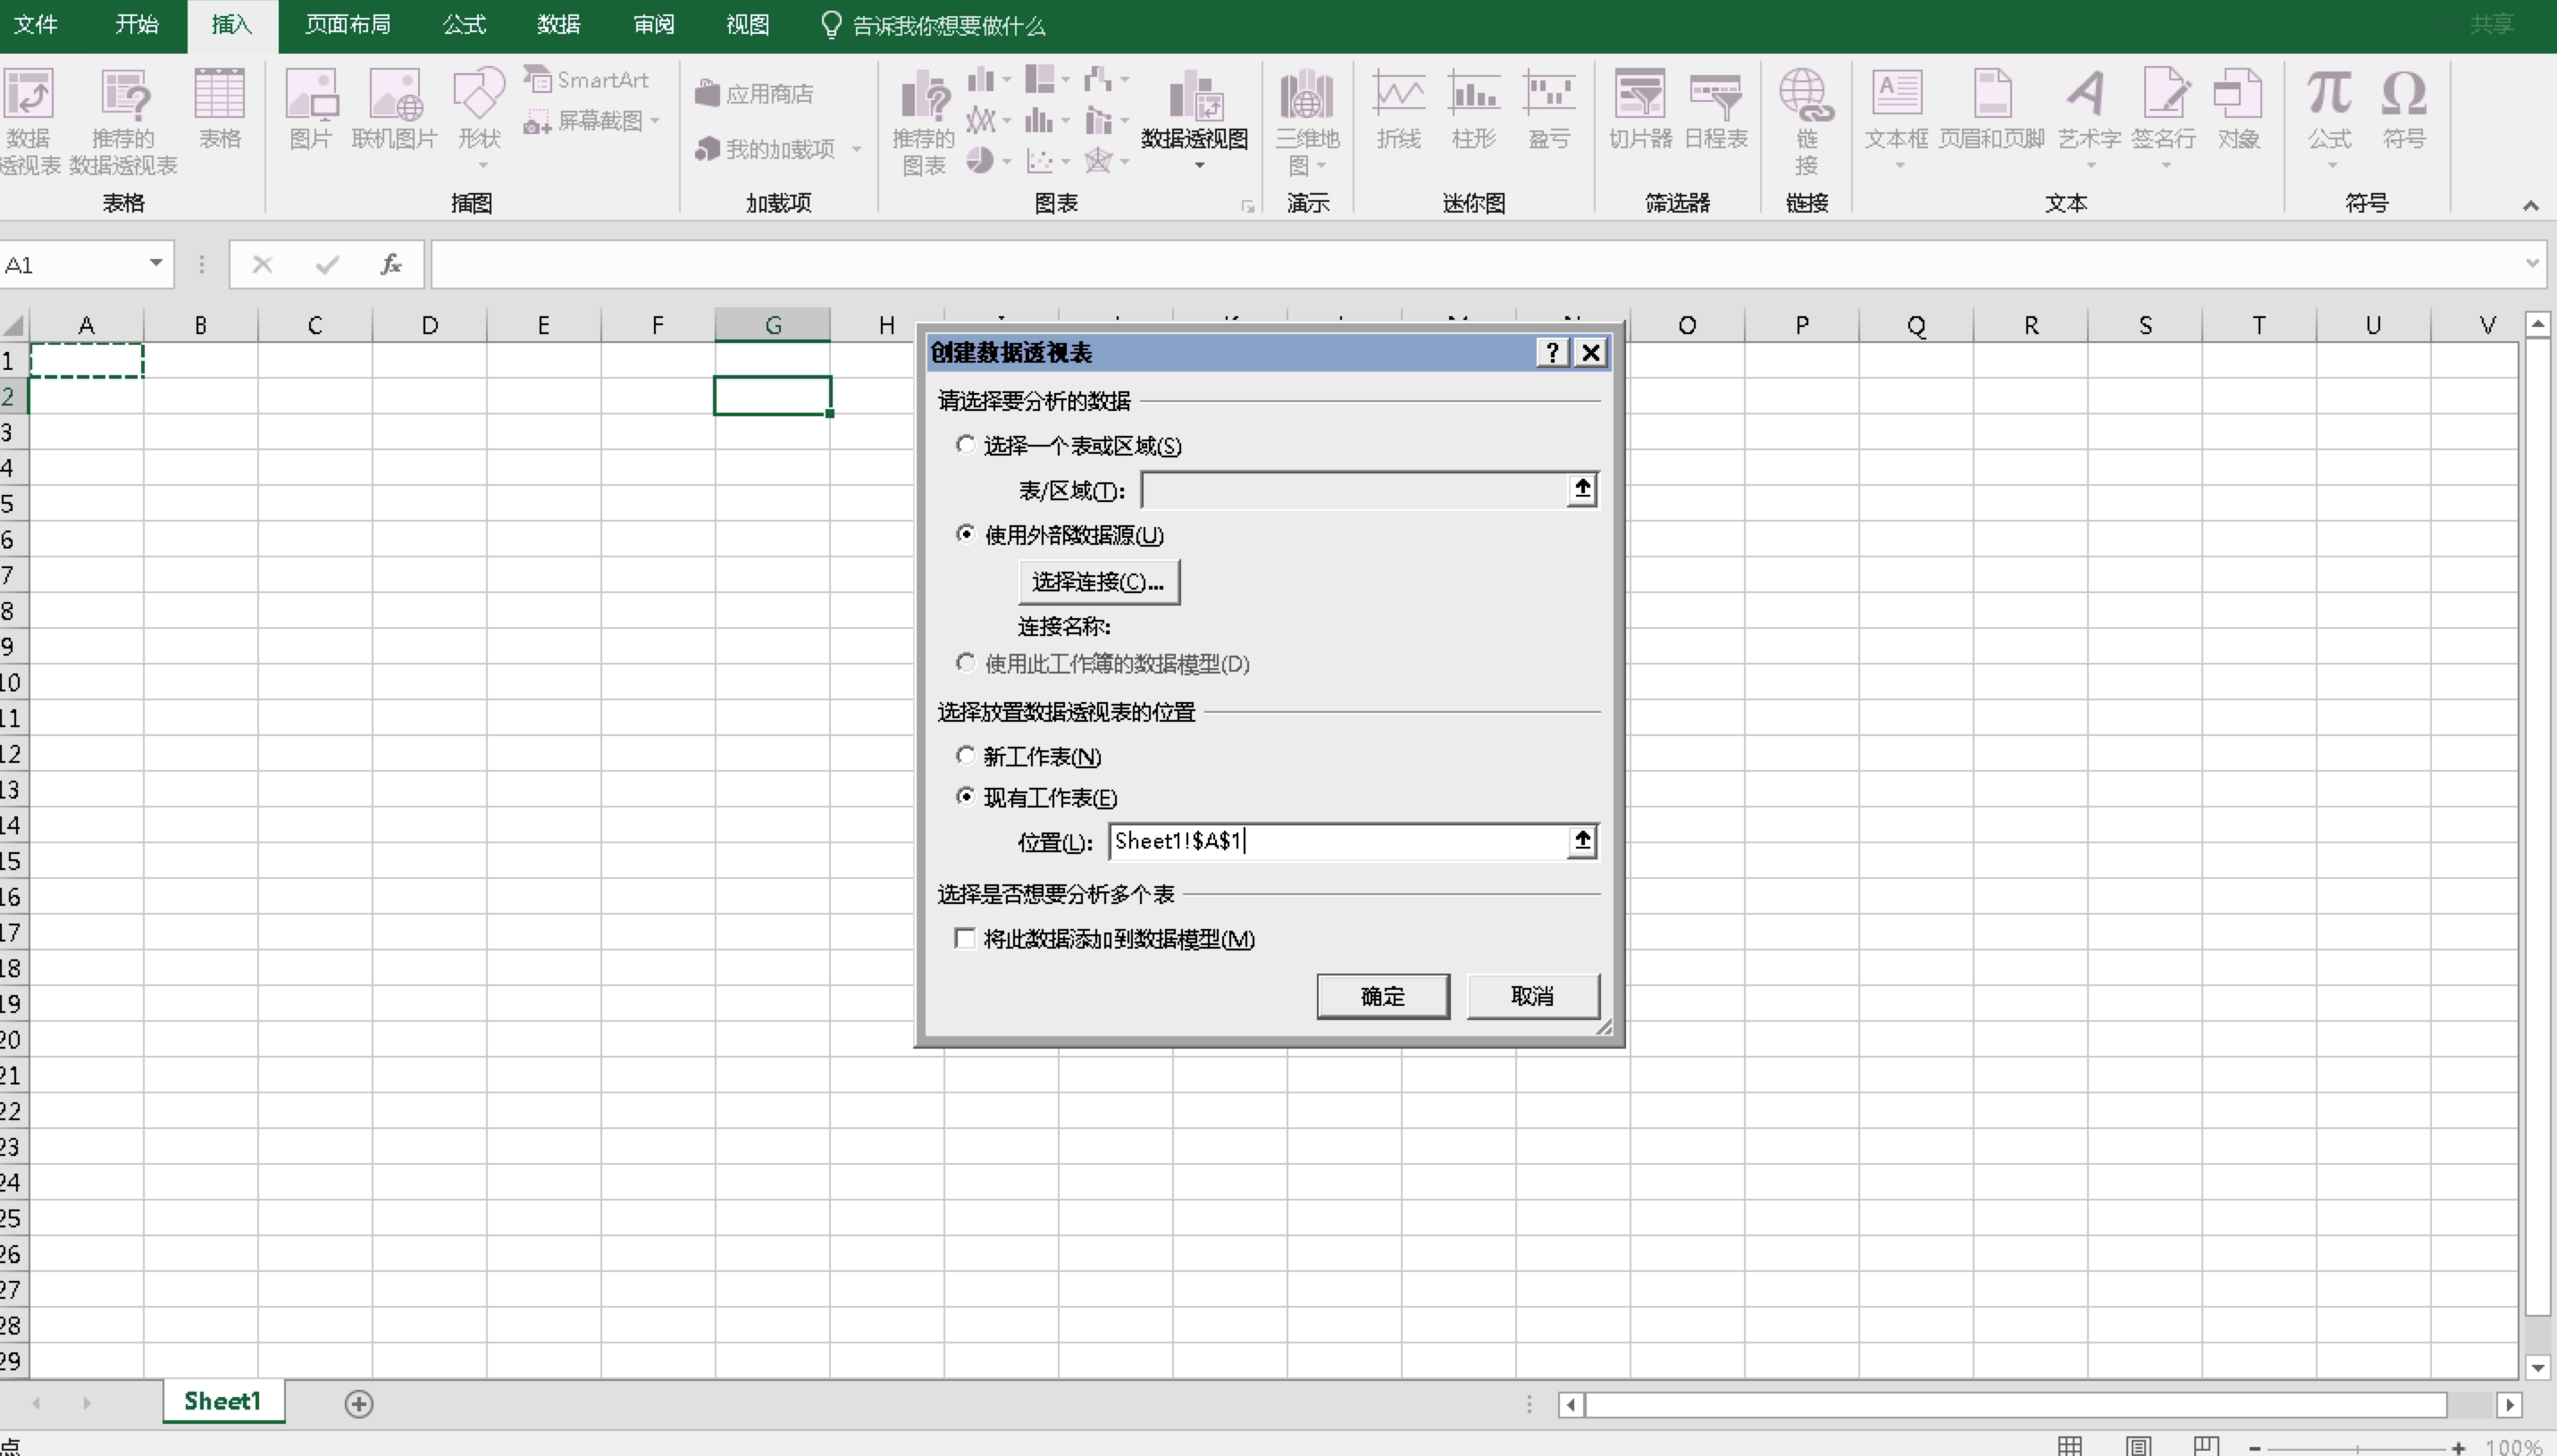 文件 开始 插入 页面布局 公式 数据 审阅 视图 告诉我你想要做什么 共享
数据透视表 推荐的数据透视表 表格
图片 联机图片 形状 SmartArt 屏幕截图
应用商店 我的加载项
推荐的图表 数据透视图
三维地图
折线 柱形 盈亏
切片器 日程表
链接
文本框 页眉和页脚 艺术字 签名行 对象
公式 符号
表格 插图 加载项 图表 演示 迷你图 筛选器 链接 文本 符号
A1 fx
A B C D E F G H O P Q R S T U V
1
2
3
4
5
6
7
8
9
10
11
12
13
14
15
16
17
18
19
20
21
22
23
24
25
26
27
28
29
创建数据透视表 ?
请选择要分析的数据
选择一个表或区域(S)
表/区域(T):
使用外部数据源(U)
选择连接(C)...
连接名称:
使用此工作簿的数据模型(D)
选择放置数据透视表的位置
新工作表(N)
现有工作表(E)
位置(L): Sheet1!$A$1
选择是否想要分析多个表
将此数据添加到数据模型(M)
确定 取消
Sheet1
点 100%